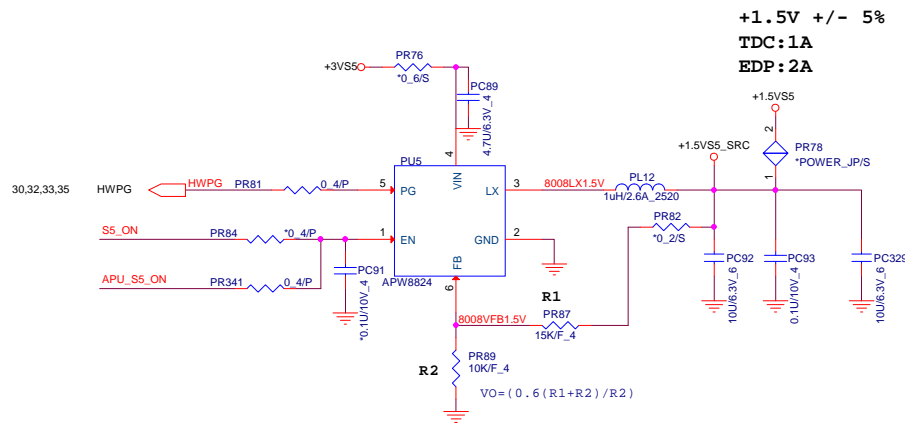 +1.5V +/- 5%
TDC:1A
EDP:2A
+3VS5
PR76
*0_6/S
PC89
4.7U/6.3V_4
+1.5VS5
2
PR78
*POWER_JP/S
1
+1.5VS5_SRC
4
PU5
VIN
30,32,33,35
HWPG
HWPG
PR81
0_4/P
5
PG
LX
3
8008LX1.5V
PL12
1uH/2.6A_2520
S5_ON
PR84
*0_4/P
1
EN
GND
2
PR82
*0_2/S
APU_S5_ON
PR341
0_4/P
PC91
*0.1U/10V_4
FB
APW8824
6
PC92
10U/6.3V_6
PC93
0.1U/10V_4
PC329
10U/6.3V_6
R1
8008VFB1.5V
PR87
15K/F_4
R2
PR89
10K/F_4
VO=(0.6(R1+R2)/R2)